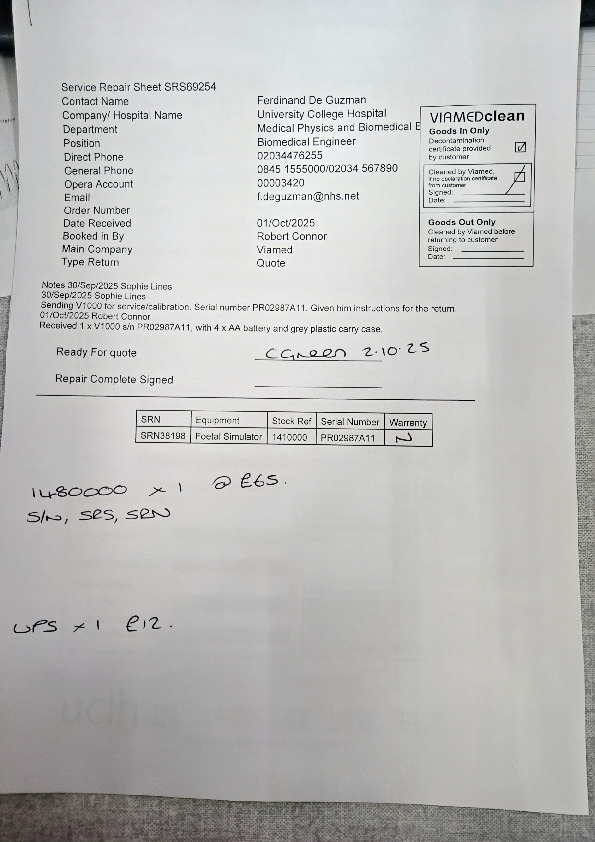 Service Repair Sheet SRS69254
Contact Name Ferdinand De Guzman
Company/ Hospital Name University College Hospital
Department Medical Physics and Biomedical E
Position Biomedical Engineer
Direct Phone 02034476255
General Phone 0845 1555000/02034 567890
Opera Account 00003420
Email f.deguzman@nhs.net
Order Number
Date Received 01/Oct/2025
Booked in By Robert Connor
Main Company Viamed
Type Return Quote
VIAMEDclean
Goods In Only
Decontamination
certificate provided
by customer
Cleaned by Viamed,
if no declaration certificate
from customer
Signed:
Date:
Goods Out Only
Cleaned by Viamed before
returning to customer
Signed:
Date:
Notes 30/Sep/2025 Sophie Lines
30/Sep/2025 Sophie Lines
Sending V1000 for service/calibration. Serial number PR02987A11. Given him instructions for the return.
01/Oct/2025 Robert Connor
Received 1 x V1000 s/n PR02987A11, with 4 x AA battery and grey plastic carry case.
Ready For quote CGreen 2.10.25
Repair Complete Signed
SRN Equipment Stock Ref Serial Number Warranty
SRN38198 Foetal Simulator 1410000 PR02987A11 N
1480000 x 1 @ £65.
S/N, SRS, SRN
UPS x 1 £12.